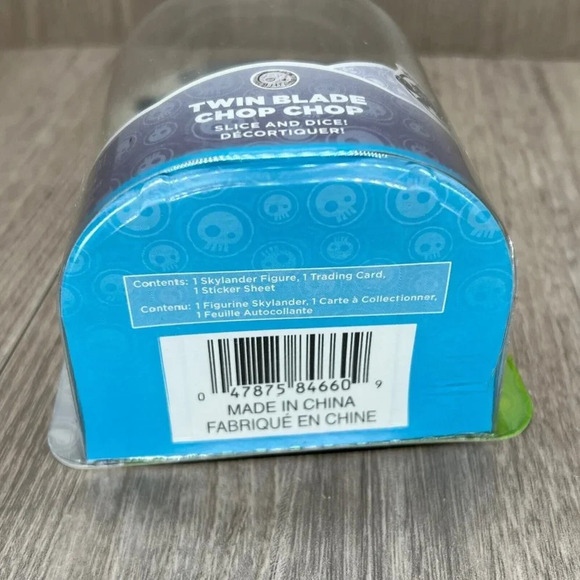 TWIN BLADE
CHOP CHOP
SLICE AND DICE!
DÉCORTIQUER!
Contents: 1 Skylander Figure, 1 Trading Card,
1 Sticker Sheet
Contenu: 1 Figurine Skylander, 1 Carte à Collectionner,
1 Feuille Autocollante
0 47875 84660 9
MADE IN CHINA
FABRIQUÉ EN CHINE